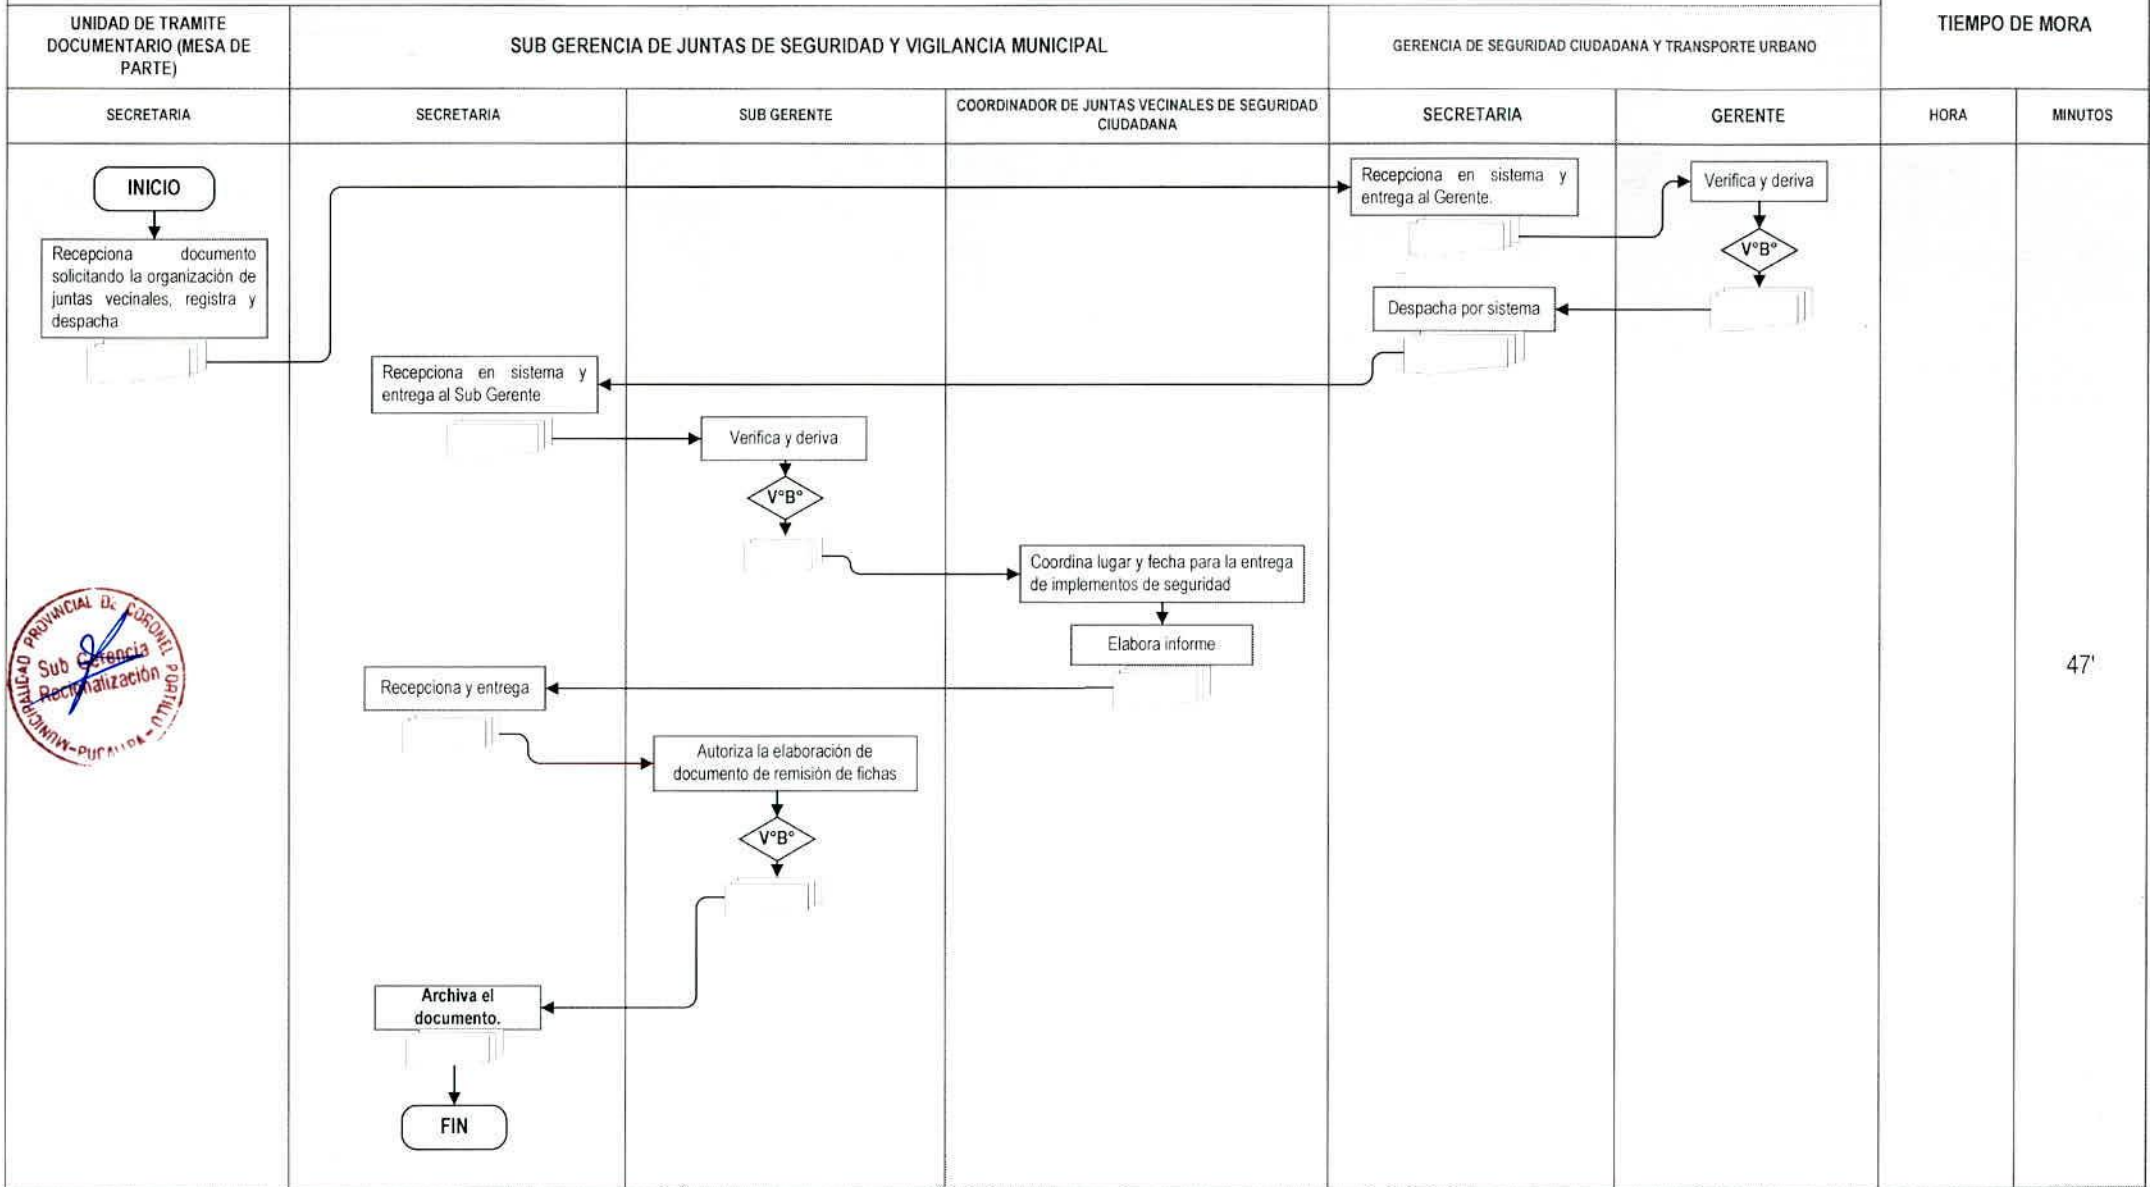 UNIDAD DE TRAMITE
DOCUMENTARIO (MESA DE
PARTE)
SUB GERENCIA DE JUNTAS DE SEGURIDAD Y VIGILANCIA MUNICIPAL
GERENCIA DE SEGURIDAD CIUDADANA Y TRANSPORTE URBANO
TIEMPO DE MORA
SECRETARIA
SECRETARIA
SUB GERENTE
COORDINADOR DE JUNTAS VECINALES DE SEGURIDAD
CIUDADANA
SECRETARIA
GERENTE
HORA
MINUTOS
INICIO
Recepciona documento
solicitando la organización de
juntas vecinales, registra y
despacha
Recepciona en sistema y
entrega al Gerente.
Verifica y deriva
V°B°
Despacha por sistema
Recepciona en sistema y
entrega al Sub Gerente
Verifica y deriva
V°B°
Coordina lugar y fecha para la entrega
de implementos de seguridad
Elabora informe
Recepciona y entrega
Autoriza la elaboración de
documento de remisión de fichas
V°B°
Archiva el
documento.
FIN
47'
MUNICIPALIDAD PROVINCIAL DE CORONEL PORTILLO
Sub Gerencia
Racionalización